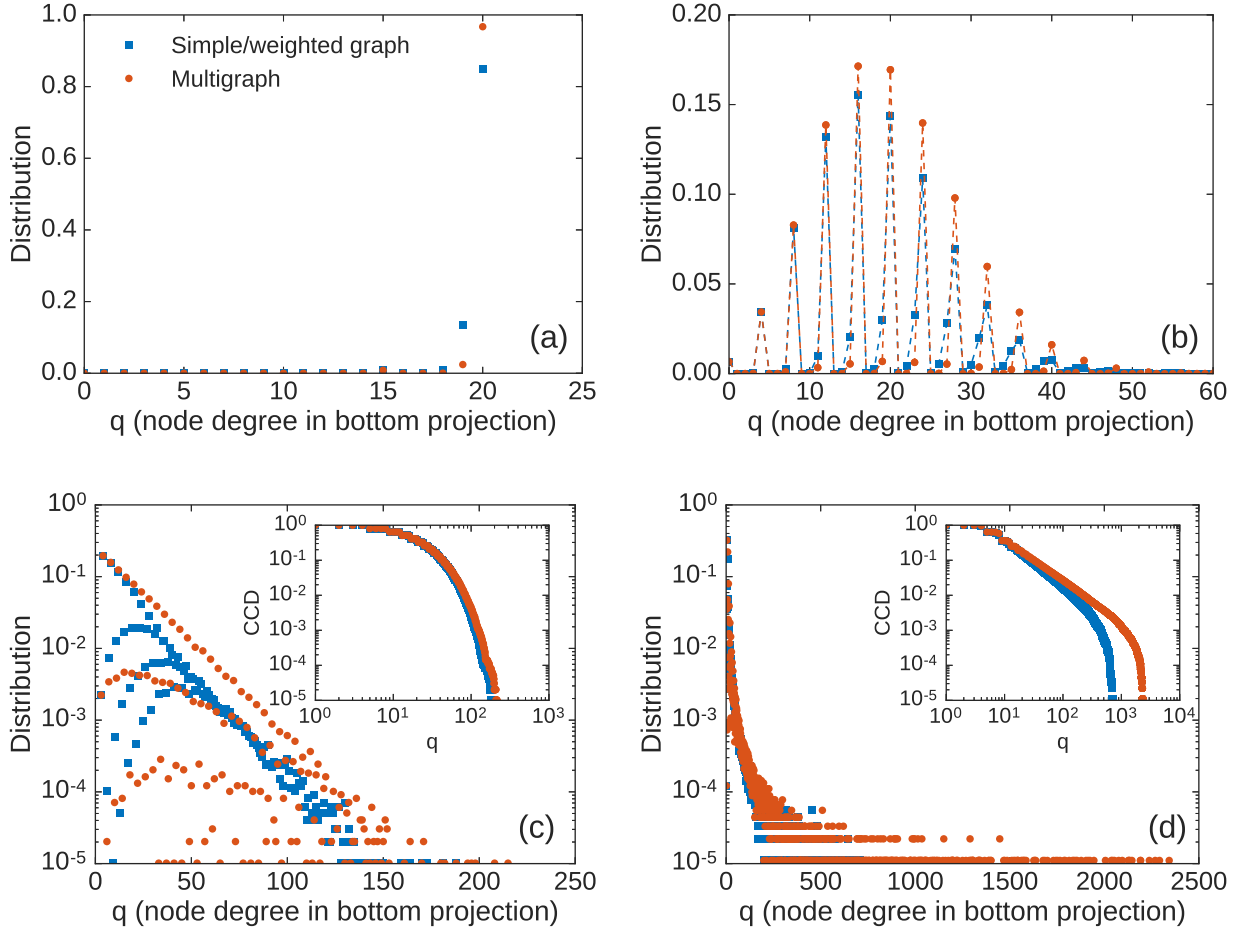 1.0
0.8
0.6
0.4
0.2
0.0
Distribution
Simple/weighted graph
Multigraph
(a)
0 5 10 15 20 25
q (node degree in bottom projection)
0.20
0.15
0.10
0.05
0.00
Distribution
(b)
0 10 20 30 40 50 60
q (node degree in bottom projection)
10⁰
10⁻¹
10⁻²
10⁻³
10⁻⁴
10⁻⁵
Distribution
10⁰
10⁻¹
10⁻²
10⁻³
10⁻⁴
10⁻⁵
CCD
10⁰ 10¹ 10² 10³
q
(c)
0 50 100 150 200 250
q (node degree in bottom projection)
10⁰
10⁻¹
10⁻²
10⁻³
10⁻⁴
10⁻⁵
Distribution
10⁰
10⁻¹
10⁻²
10⁻³
10⁻⁴
10⁻⁵
CCD
10⁰ 10¹ 10² 10³ 10⁴
q
(d)
0 500 1000 1500 2000 2500
q (node degree in bottom projection)